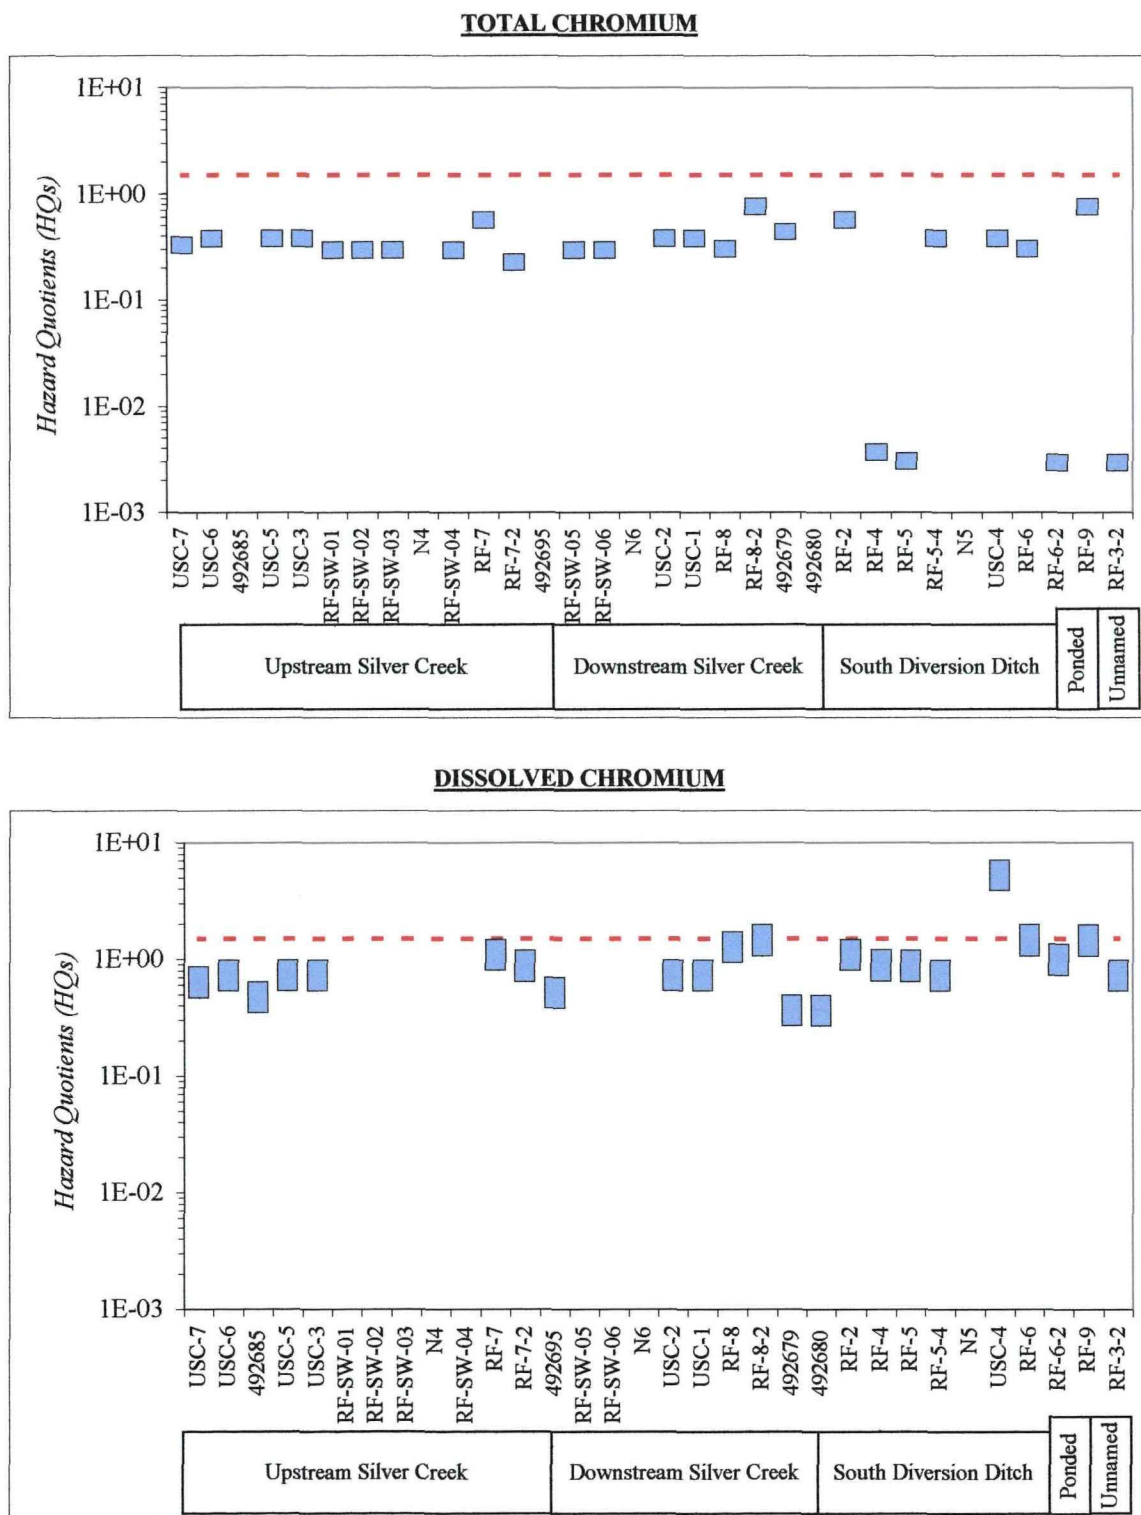 TOTAL CHROMIUM
1E+01
1E+00
1E-01
1E-02
1E-03
Hazard Quotients (HQs)
USC-7
USC-6
492685
USC-5
USC-3
RF-SW-01
RF-SW-02
RF-SW-03
N4
RF-SW-04
RF-7
RF-7-2
492695
RF-SW-05
RF-SW-06
N6
USC-2
USC-1
RF-8
RF-8-2
492679
492680
RF-2
RF-4
RF-5
RF-5-4
N5
USC-4
RF-6
RF-6-2
RF-9
RF-3-2
Upstream Silver Creek
Downstream Silver Creek
South Diversion Ditch
Ponded
Unnamed
DISSOLVED CHROMIUM
1E+01
1E+00
1E-01
1E-02
1E-03
Hazard Quotients (HQs)
USC-7
USC-6
492685
USC-5
USC-3
RF-SW-01
RF-SW-02
RF-SW-03
N4
RF-SW-04
RF-7
RF-7-2
492695
RF-SW-05
RF-SW-06
N6
USC-2
USC-1
RF-8
RF-8-2
492679
492680
RF-2
RF-4
RF-5
RF-5-4
N5
USC-4
RF-6
RF-6-2
RF-9
RF-3-2
Upstream Silver Creek
Downstream Silver Creek
South Diversion Ditch
Ponded
Unnamed